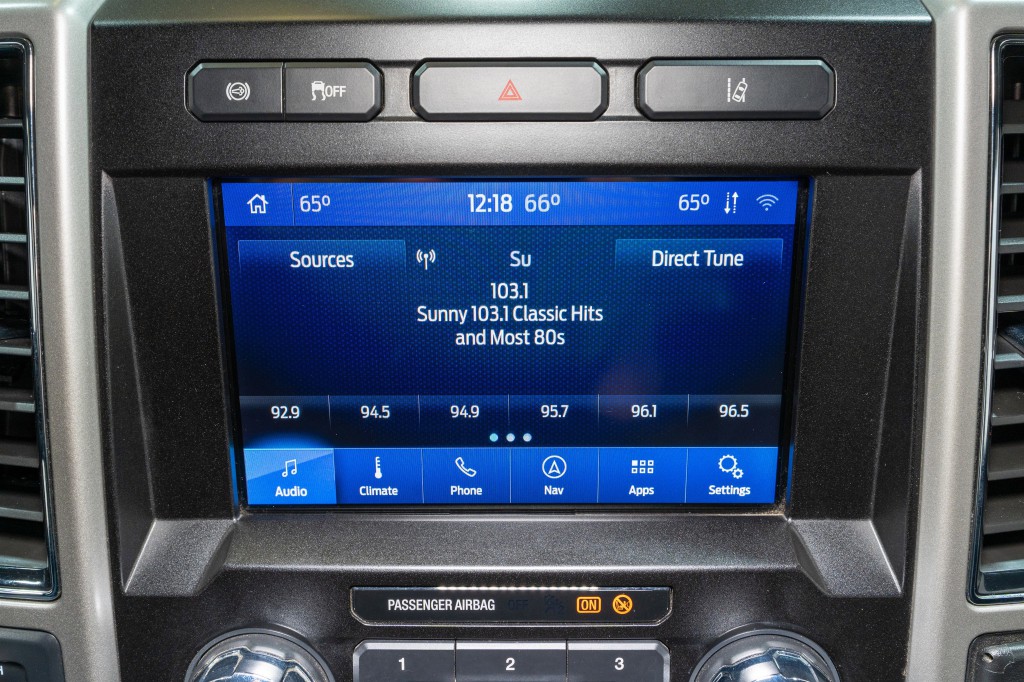 OFF
65° 12:18 66° 65°
Sources Su Direct Tune
103.1
Sunny 103.1 Classic Hits
and Most 80s
92.9 94.5 94.9 95.7 96.1 96.5
Audio Climate Phone Nav Apps Settings
PASSENGER AIRBAG OFF ON
1 2 3